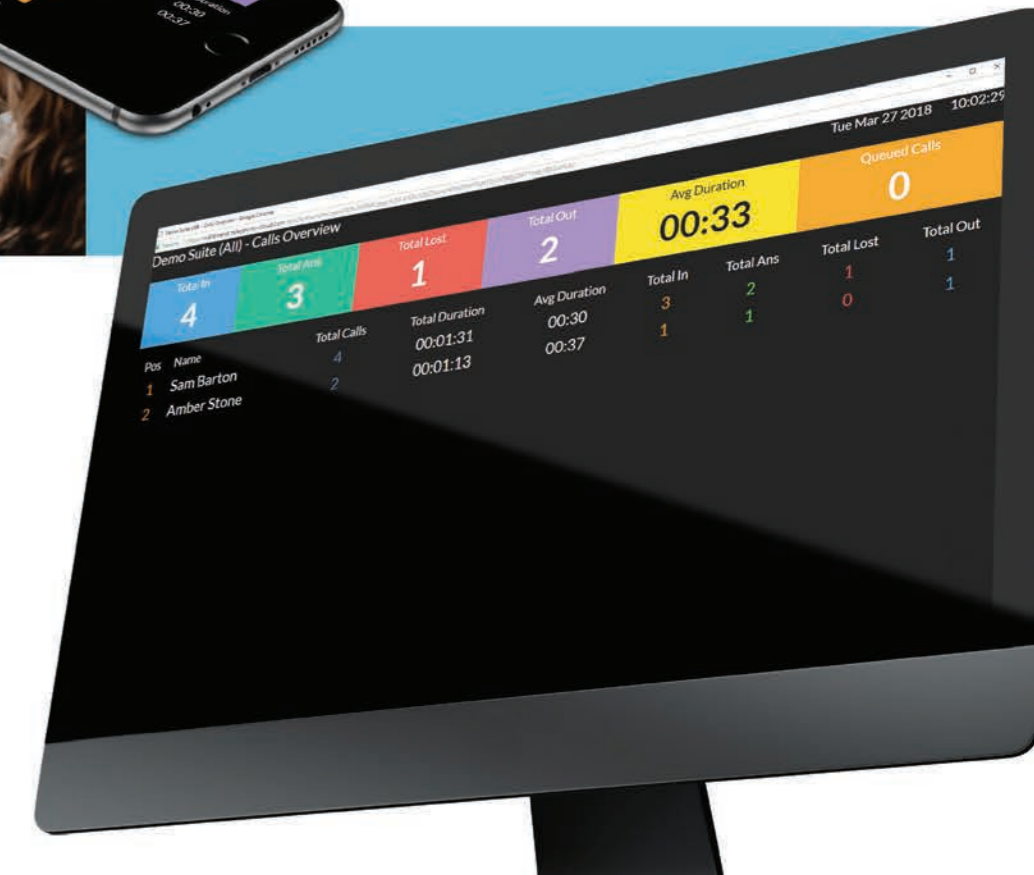 Duration
00:30
00:37
Tue Mar 27 2018 10:02:29
Demo Suite (All) - Calls Overview
Total In Total Ans Total Lost Total Out Avg Duration Queued Calls
4 3 1 2 00:33 0
Pos Name Total Calls Total Duration Avg Duration Total In Total Ans Total Lost Total Out
1 Sam Barton 4 00:01:31 00:30 3 2 1 1
2 Amber Stone 2 00:01:13 00:37 1 1 0 1